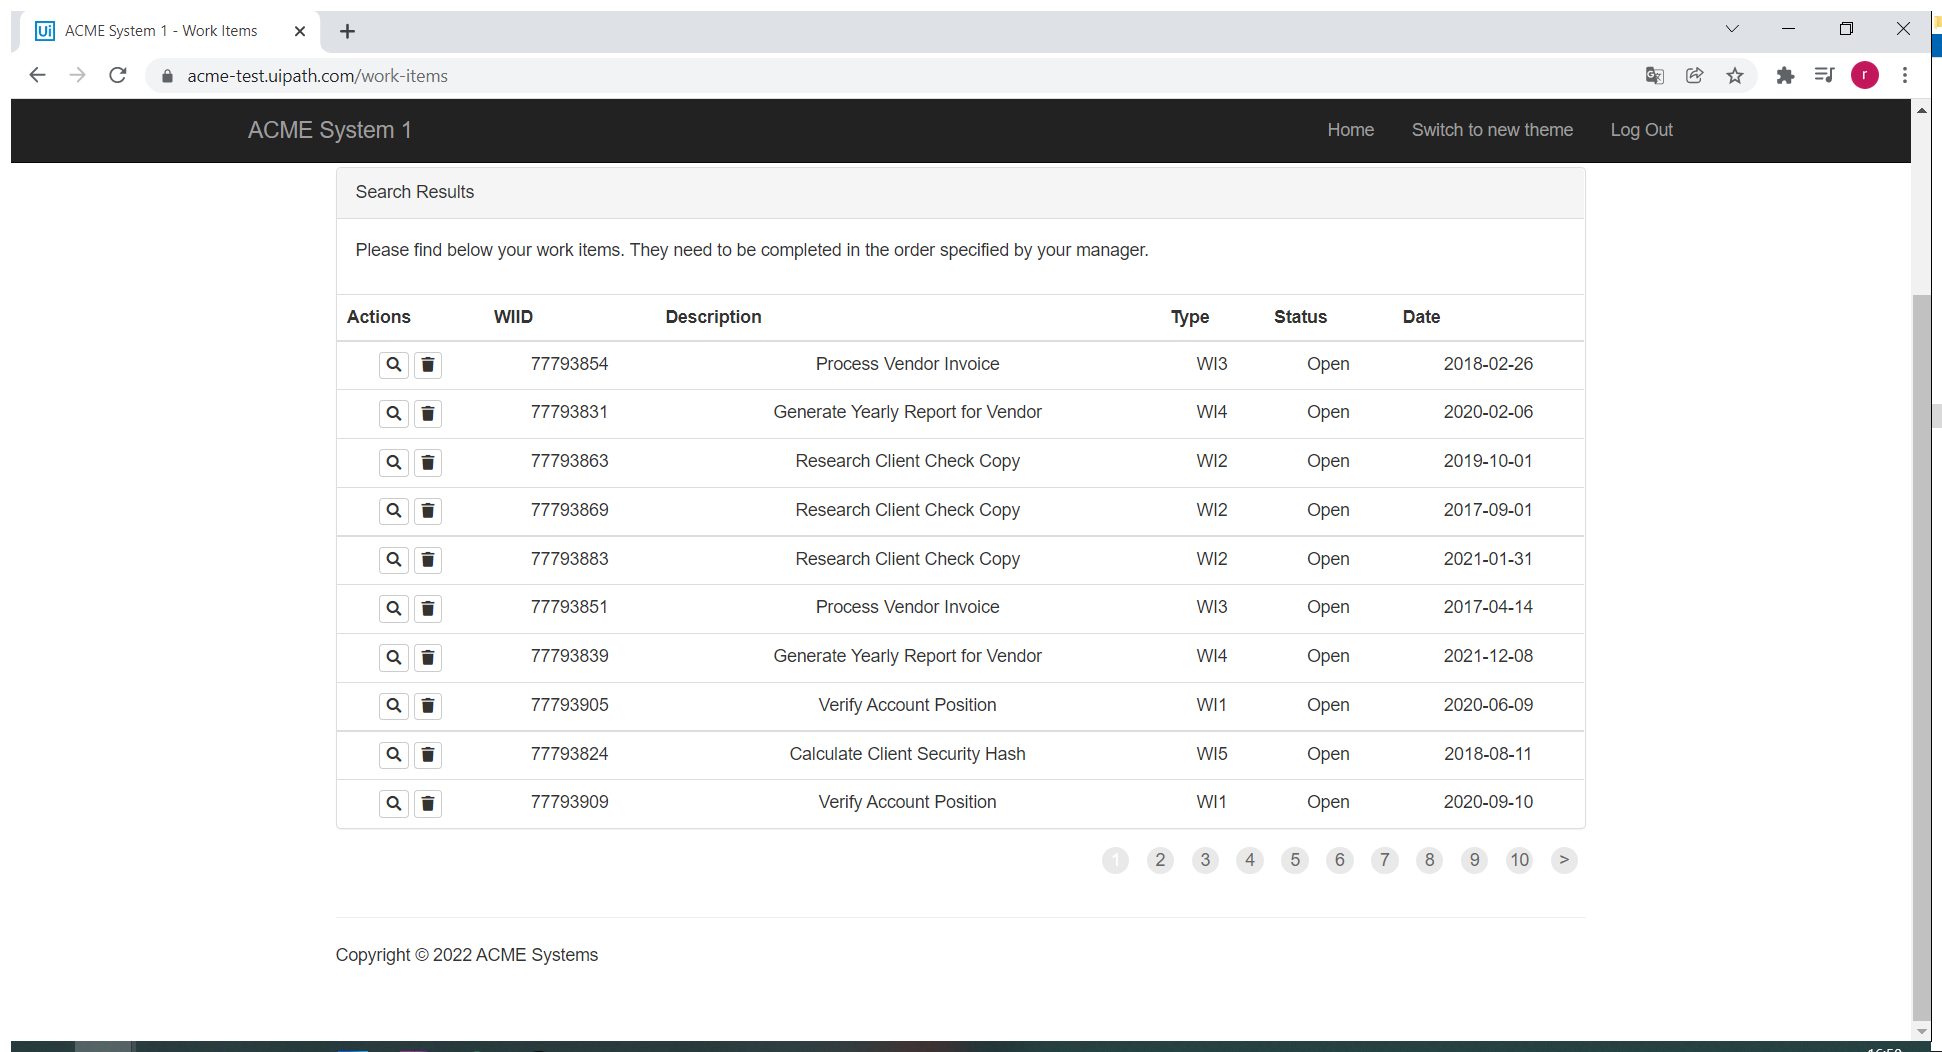 Ui ACME System 1 - Work Items
acme-test.uipath.com/work-items
r
ACME System 1 Home Switch to new theme Log Out
Search Results
Please find below your work items. They need to be completed in the order specified by your manager.
Actions WIID Description Type Status Date
77793854 Process Vendor Invoice WI3 Open 2018-02-26
77793831 Generate Yearly Report for Vendor WI4 Open 2020-02-06
77793863 Research Client Check Copy WI2 Open 2019-10-01
77793869 Research Client Check Copy WI2 Open 2017-09-01
77793883 Research Client Check Copy WI2 Open 2021-01-31
77793851 Process Vendor Invoice WI3 Open 2017-04-14
77793839 Generate Yearly Report for Vendor WI4 Open 2021-12-08
77793905 Verify Account Position WI1 Open 2020-06-09
77793824 Calculate Client Security Hash WI5 Open 2018-08-11
77793909 Verify Account Position WI1 Open 2020-09-10
1 2 3 4 5 6 7 8 9 10 >
Copyright © 2022 ACME Systems